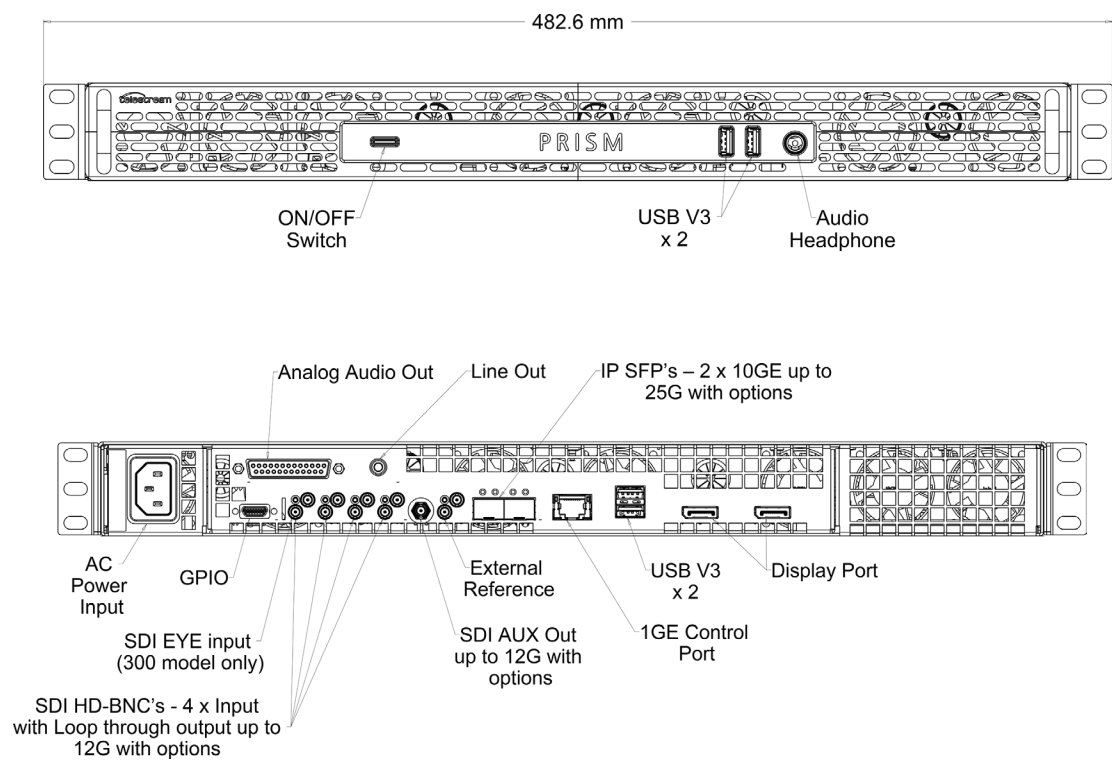 482.6 mm
telestream
PRISM
ON/OFF
Switch
USB V3
x 2
Audio
Headphone
Analog Audio Out
Line Out
IP SFP's – 2 x 10GE up to
25G with options
AC
Power
Input
GPIO
External
Reference
USB V3
x 2
Display Port
SDI EYE input
(300 model only)
SDI AUX Out
up to 12G with
options
1GE Control
Port
SDI HD-BNC's - 4 x Input
with Loop through output up to
12G with options